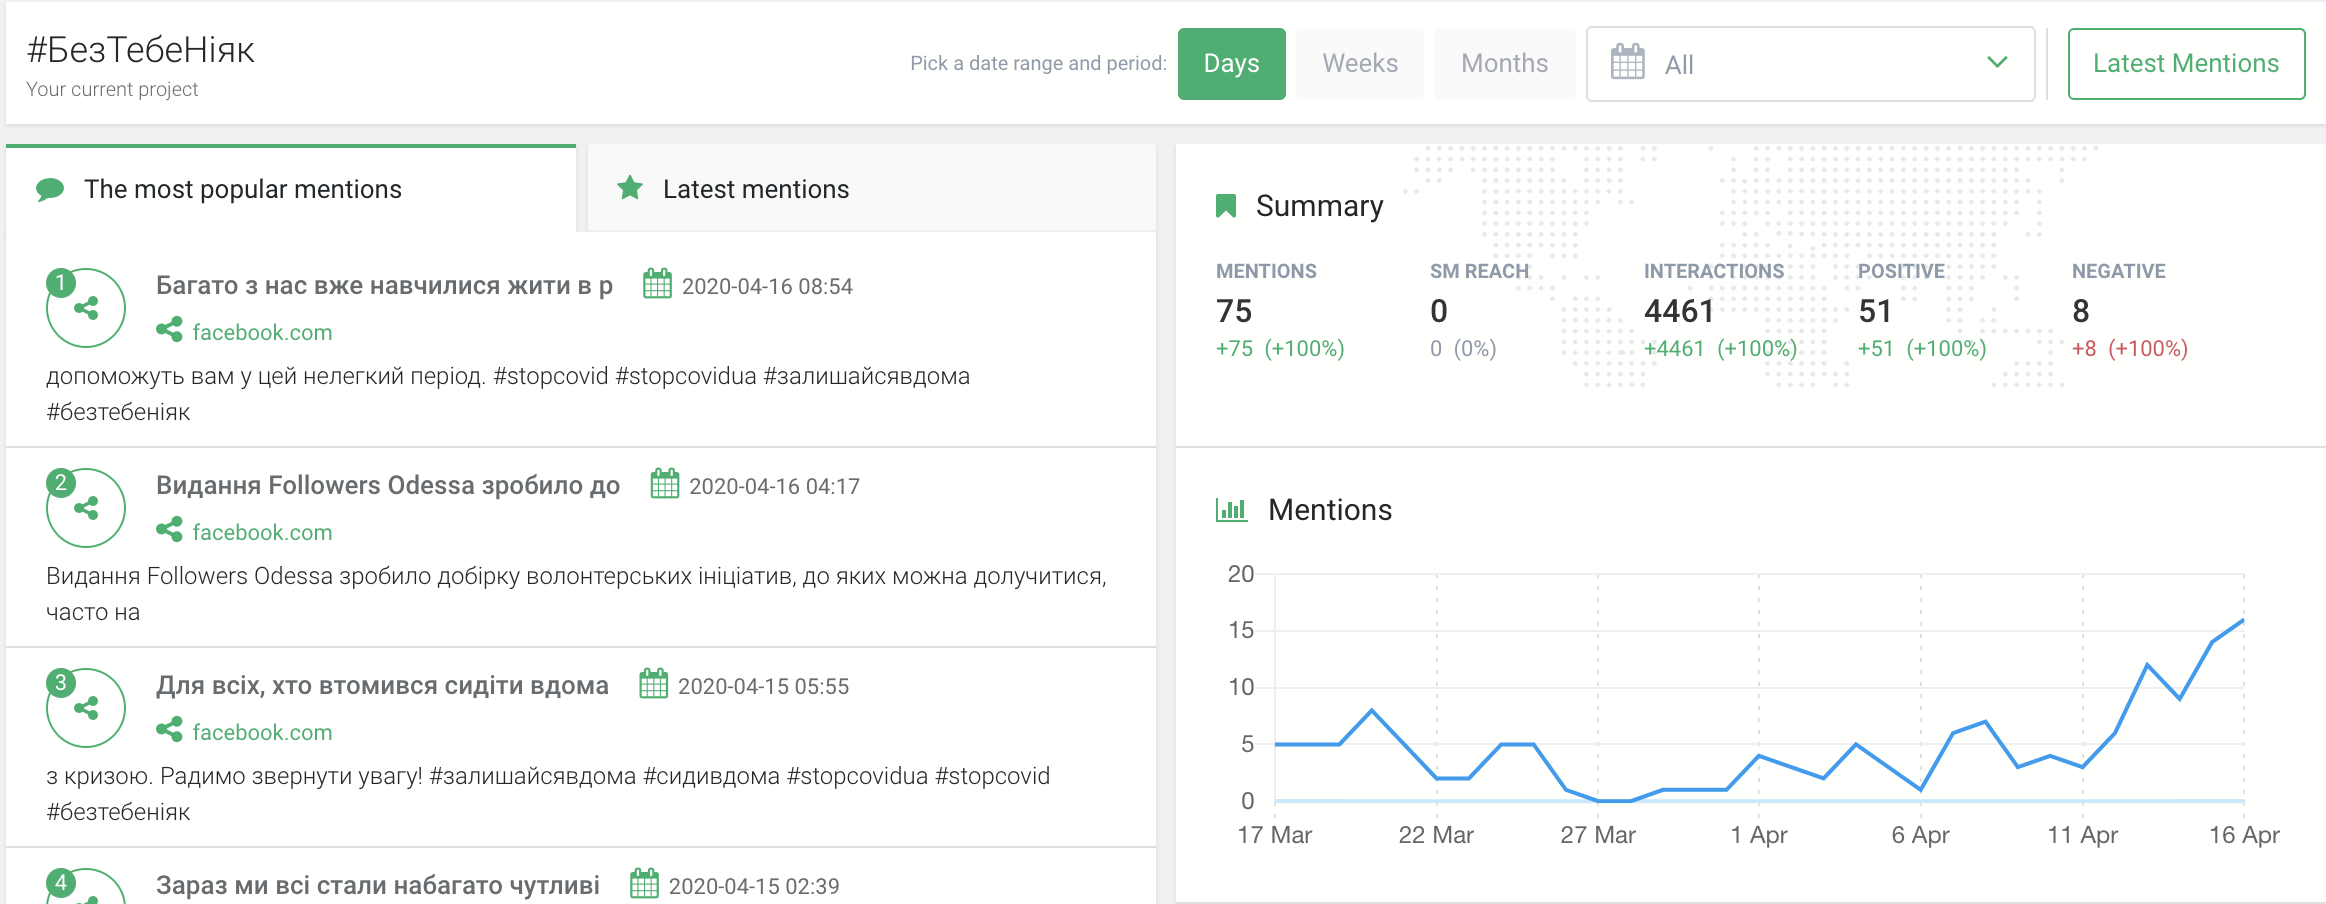 #БезТебеНіяк
Your current project
Pick a date range and period:
Days
Weeks
Months
All
Latest Mentions
The most popular mentions
Latest mentions
1
Багато з нас вже навчилися жити в р
2020-04-16 08:54
facebook.com
допоможуть вам у цей нелегкий період. #stopcovid #stopcovidua #залишайсявдома
#безтебеніяк
2
Видання Followers Odessa зробило до
2020-04-16 04:17
facebook.com
Видання Followers Odessa зробило добірку волонтерських ініціатив, до яких можна долучитися,
часто на
3
Для всіх, хто втомився сидіти вдома
2020-04-15 05:55
facebook.com
з кризою. Радимо звернути увагу! #залишайсявдома #сидивдома #stopcovidua #stopcovid
#безтебеніяк
4
Зараз ми всі стали набагато чутливі
2020-04-15 02:39
Summary
MENTIONS
75
+75 (+100%)
SM REACH
0
0 (0%)
INTERACTIONS
4461
+4461 (+100%)
POSITIVE
51
+51 (+100%)
NEGATIVE
8
+8 (+100%)
Mentions
20
15
10
5
0
17 Mar 22 Mar 27 Mar 1 Apr 6 Apr 11 Apr 16 Apr